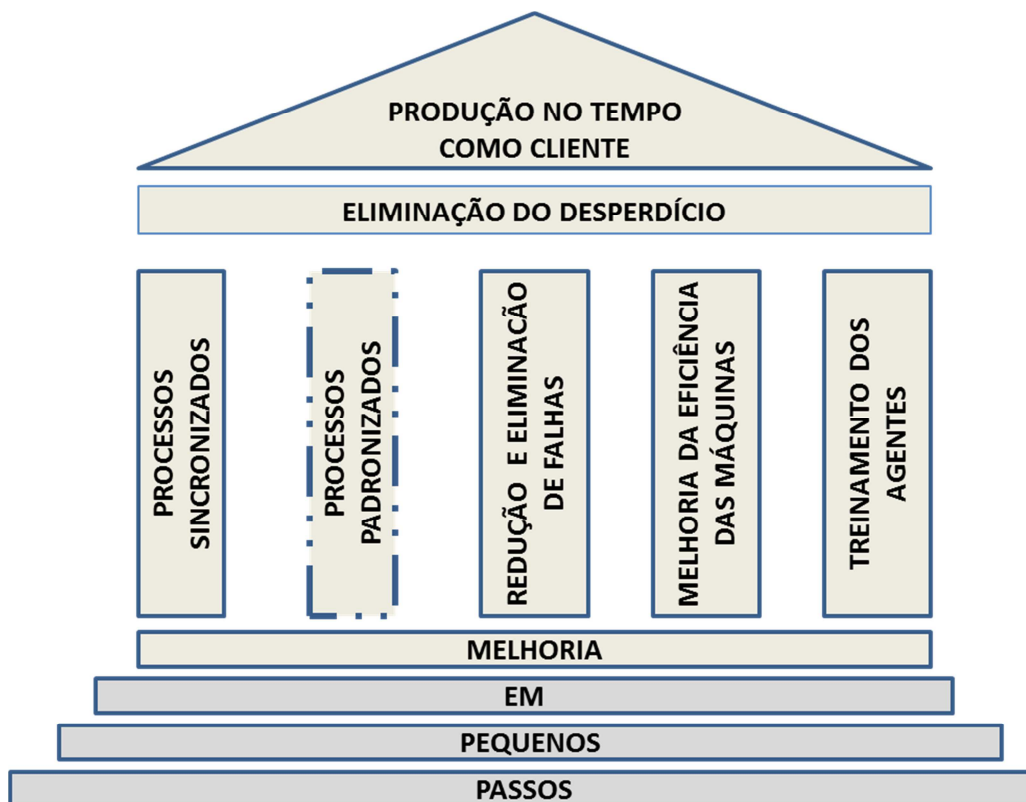 PRODUÇÃO NO TEMPO
COMO CLIENTE
ELIMINAÇÃO DO DESPERDÍCIO
PROCESSOS
SINCRONIZADOS
PROCESSOS
PADRONIZADOS
REDUÇÃO E ELIMINACÃO
DE FALHAS
MELHORIA DA EFICIÊNCIA
DAS MÁQUINAS
TREINAMENTO DOS
AGENTES
MELHORIA
EM
PEQUENOS
PASSOS